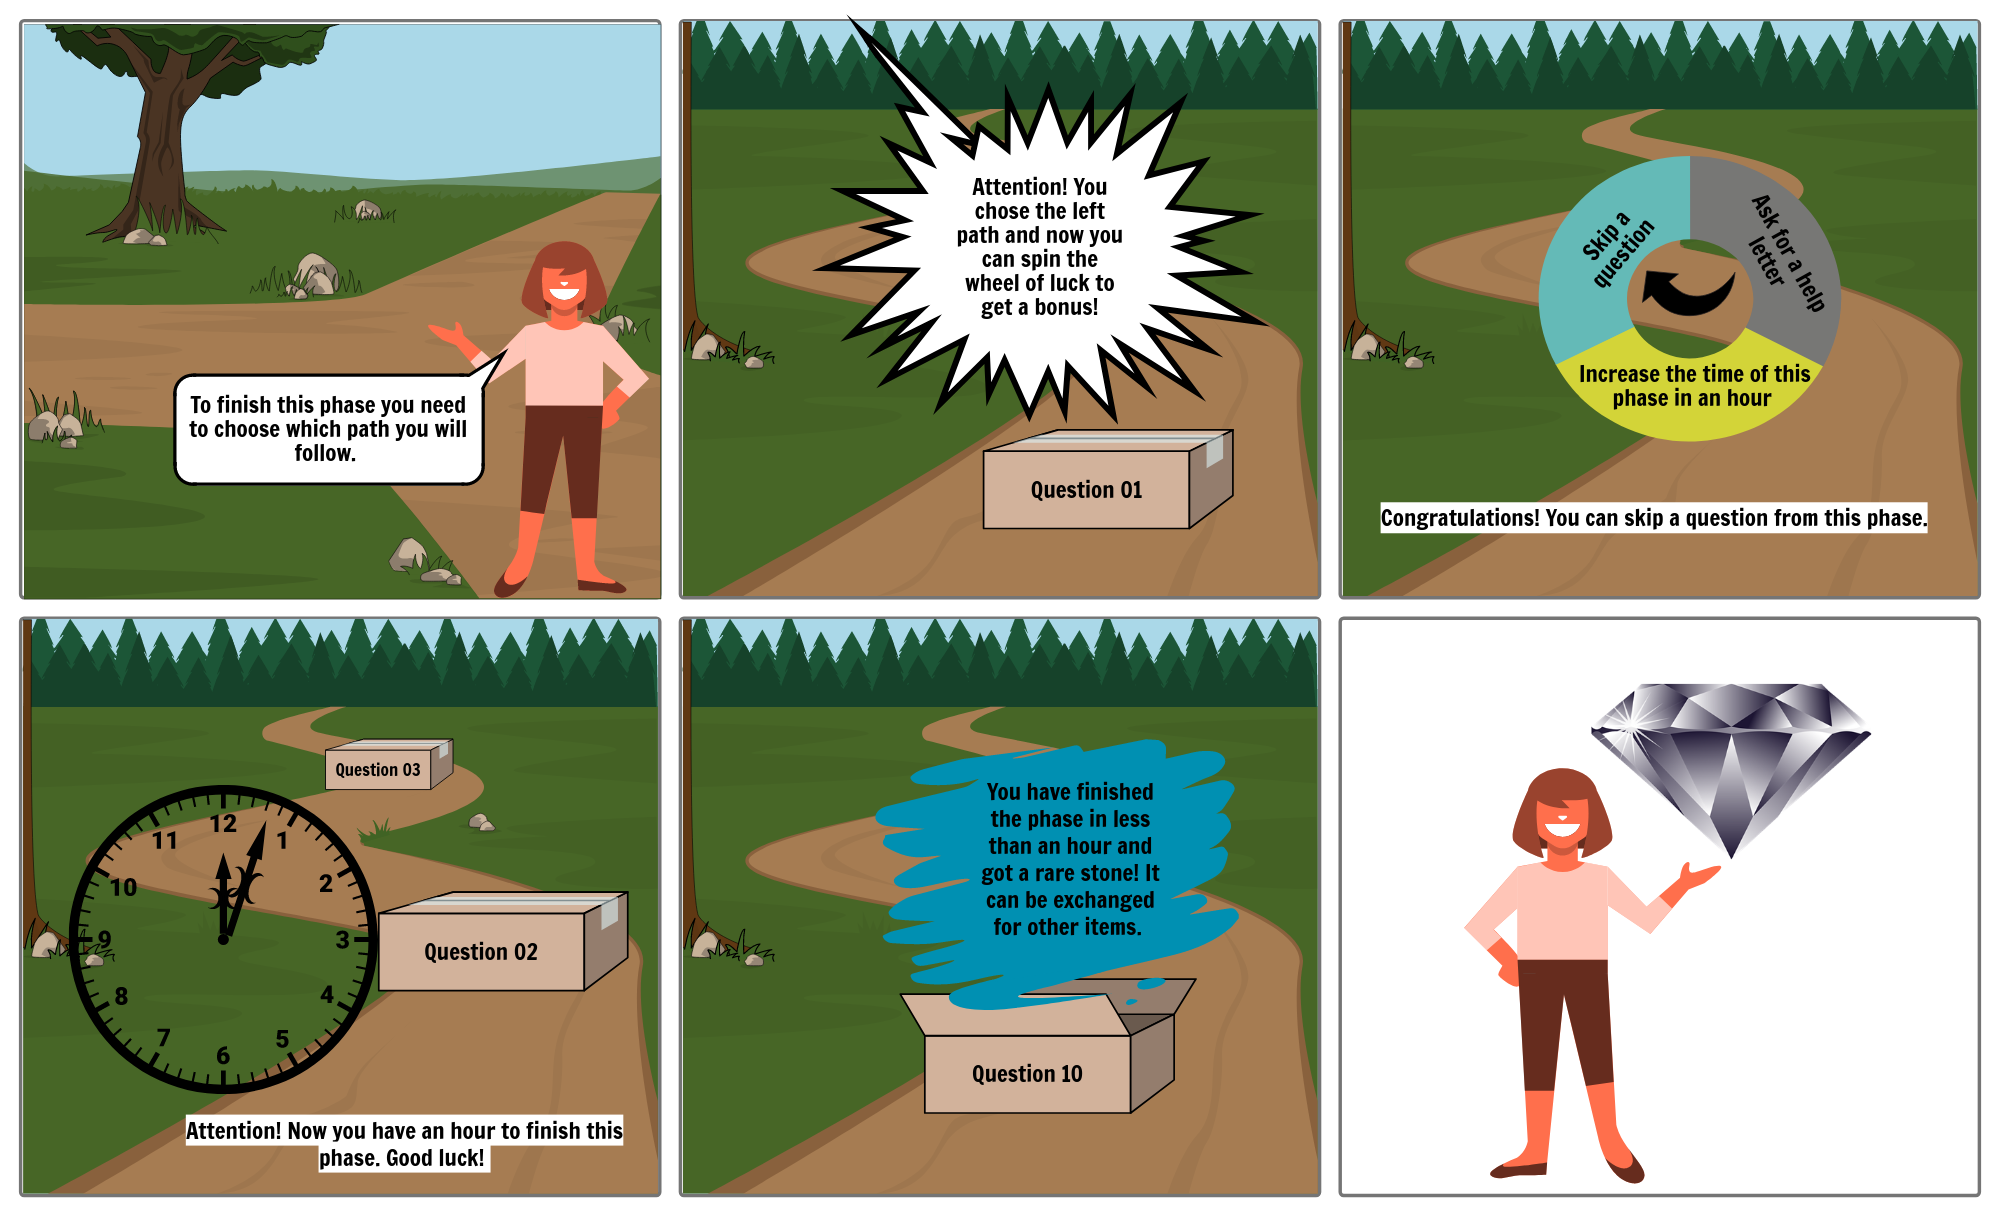 To finish this phase you need
to choose which path you will
follow.
Attention! You
chose the left
path and now you
can spin the
wheel of luck to
get a bonus!
Question 01
Skip a
question
Ask for a help
letter
Increase the time of this
phase in an hour
Congratulations! You can skip a question from this phase.
Question 03
12
1
2
3
4
5
6
7
8
9
10
11
Question 02
Attention! Now you have an hour to finish this
phase. Good luck!
You have finished
the phase in less
than an hour and
got a rare stone! It
can be exchanged
for other items.
Question 10